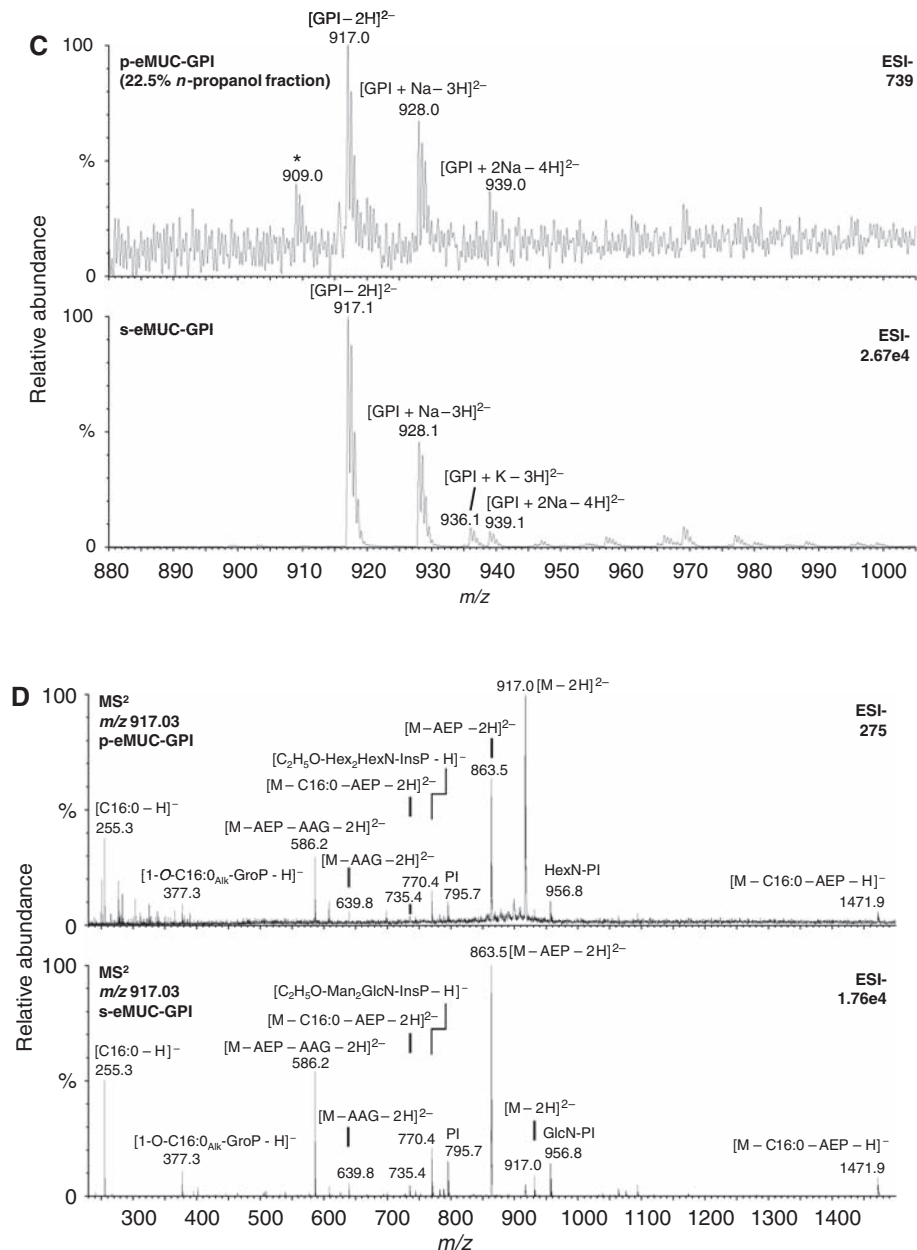 C
100
p-eMUC-GPI
(22.5% n-propanol fraction)
[GPI – 2H]2–
917.0
ESI-
739
[GPI + Na – 3H]2–
928.0
*
909.0
[GPI + 2Na – 4H]2–
939.0
%
0
Relative abundance
100
s-eMUC-GPI
[GPI – 2H]2–
917.1
ESI-
2.67e4
[GPI + Na – 3H]2–
928.1
%
[GPI + K – 3H]2–
936.1
[GPI + 2Na – 4H]2–
939.1
0
880 890 900 910 920 930 940 950 960 970 980 990 1000
m/z
D
100
MS2
m/z 917.03
p-eMUC-GPI
917.0 [M – 2H]2–
ESI-
275
[M – AEP – 2H]2–
863.5
[C2H5O-Hex2HexN-InsP - H]–
[M – C16:0 – AEP – 2H]2–
%
[C16:0 – H]–
255.3
[M – AEP – AAG – 2H]2–
586.2
[M – AAG – 2H]2–
639.8
[1-O-C16:0Alk-GroP - H]–
377.3
735.4
770.4
PI
795.7
HexN-PI
956.8
[M – C16:0 – AEP – H]–
1471.9
0
Relative abundance
100
MS2
m/z 917.03
s-eMUC-GPI
863.5 [M – AEP – 2H]2–
ESI-
1.76e4
[C2H5O-Man2GlcN-InsP – H]–
[M – C16:0 – AEP – 2H]2–
[M – AEP – AAG – 2H]2–
586.2
[C16:0 – H]–
255.3
%
[M – AAG – 2H]2–
639.8
[1-O-C16:0Alk-GroP - H]–
377.3
735.4
770.4
PI
795.7
[M – 2H]2–
917.0
GlcN-PI
956.8
[M – C16:0 – AEP – H]–
1471.9
0
300 400 500 600 700 800 900 1000 1100 1200 1300 1400
m/z